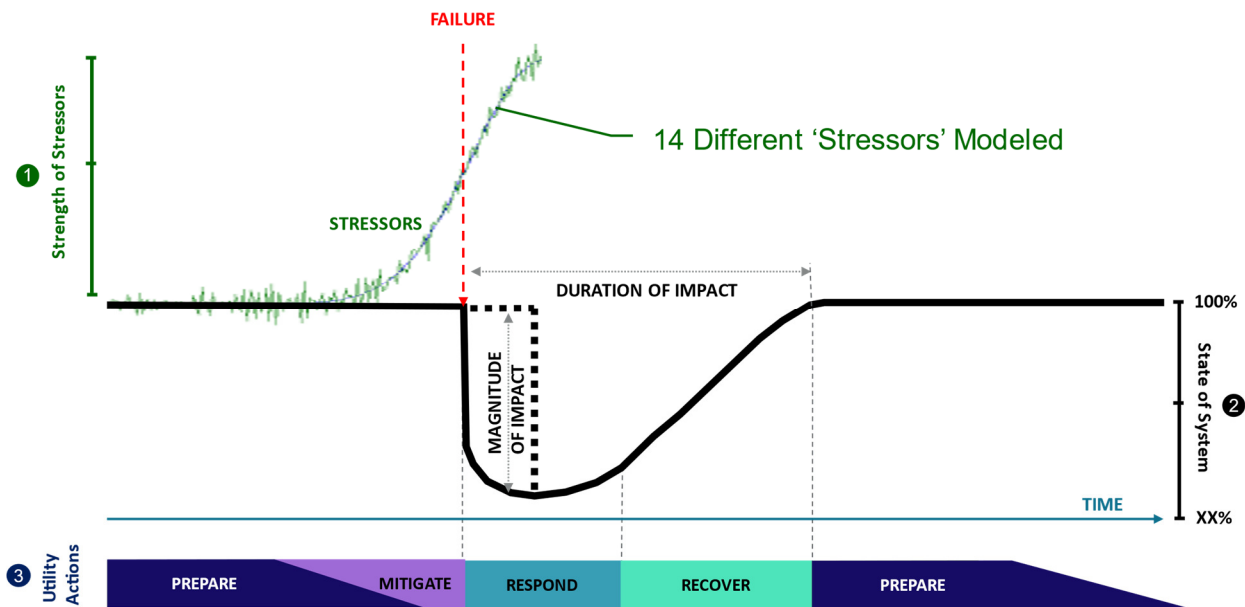 FAILURE
14 Different ‘Stressors’ Modeled
1
Strength of Stressors
STRESSORS
DURATION OF IMPACT
100%
MAGNITUDE
OF IMPACT
State of System
2
TIME
XX%
3
Utility
Actions
PREPARE
MITIGATE
RESPOND
RECOVER
PREPARE